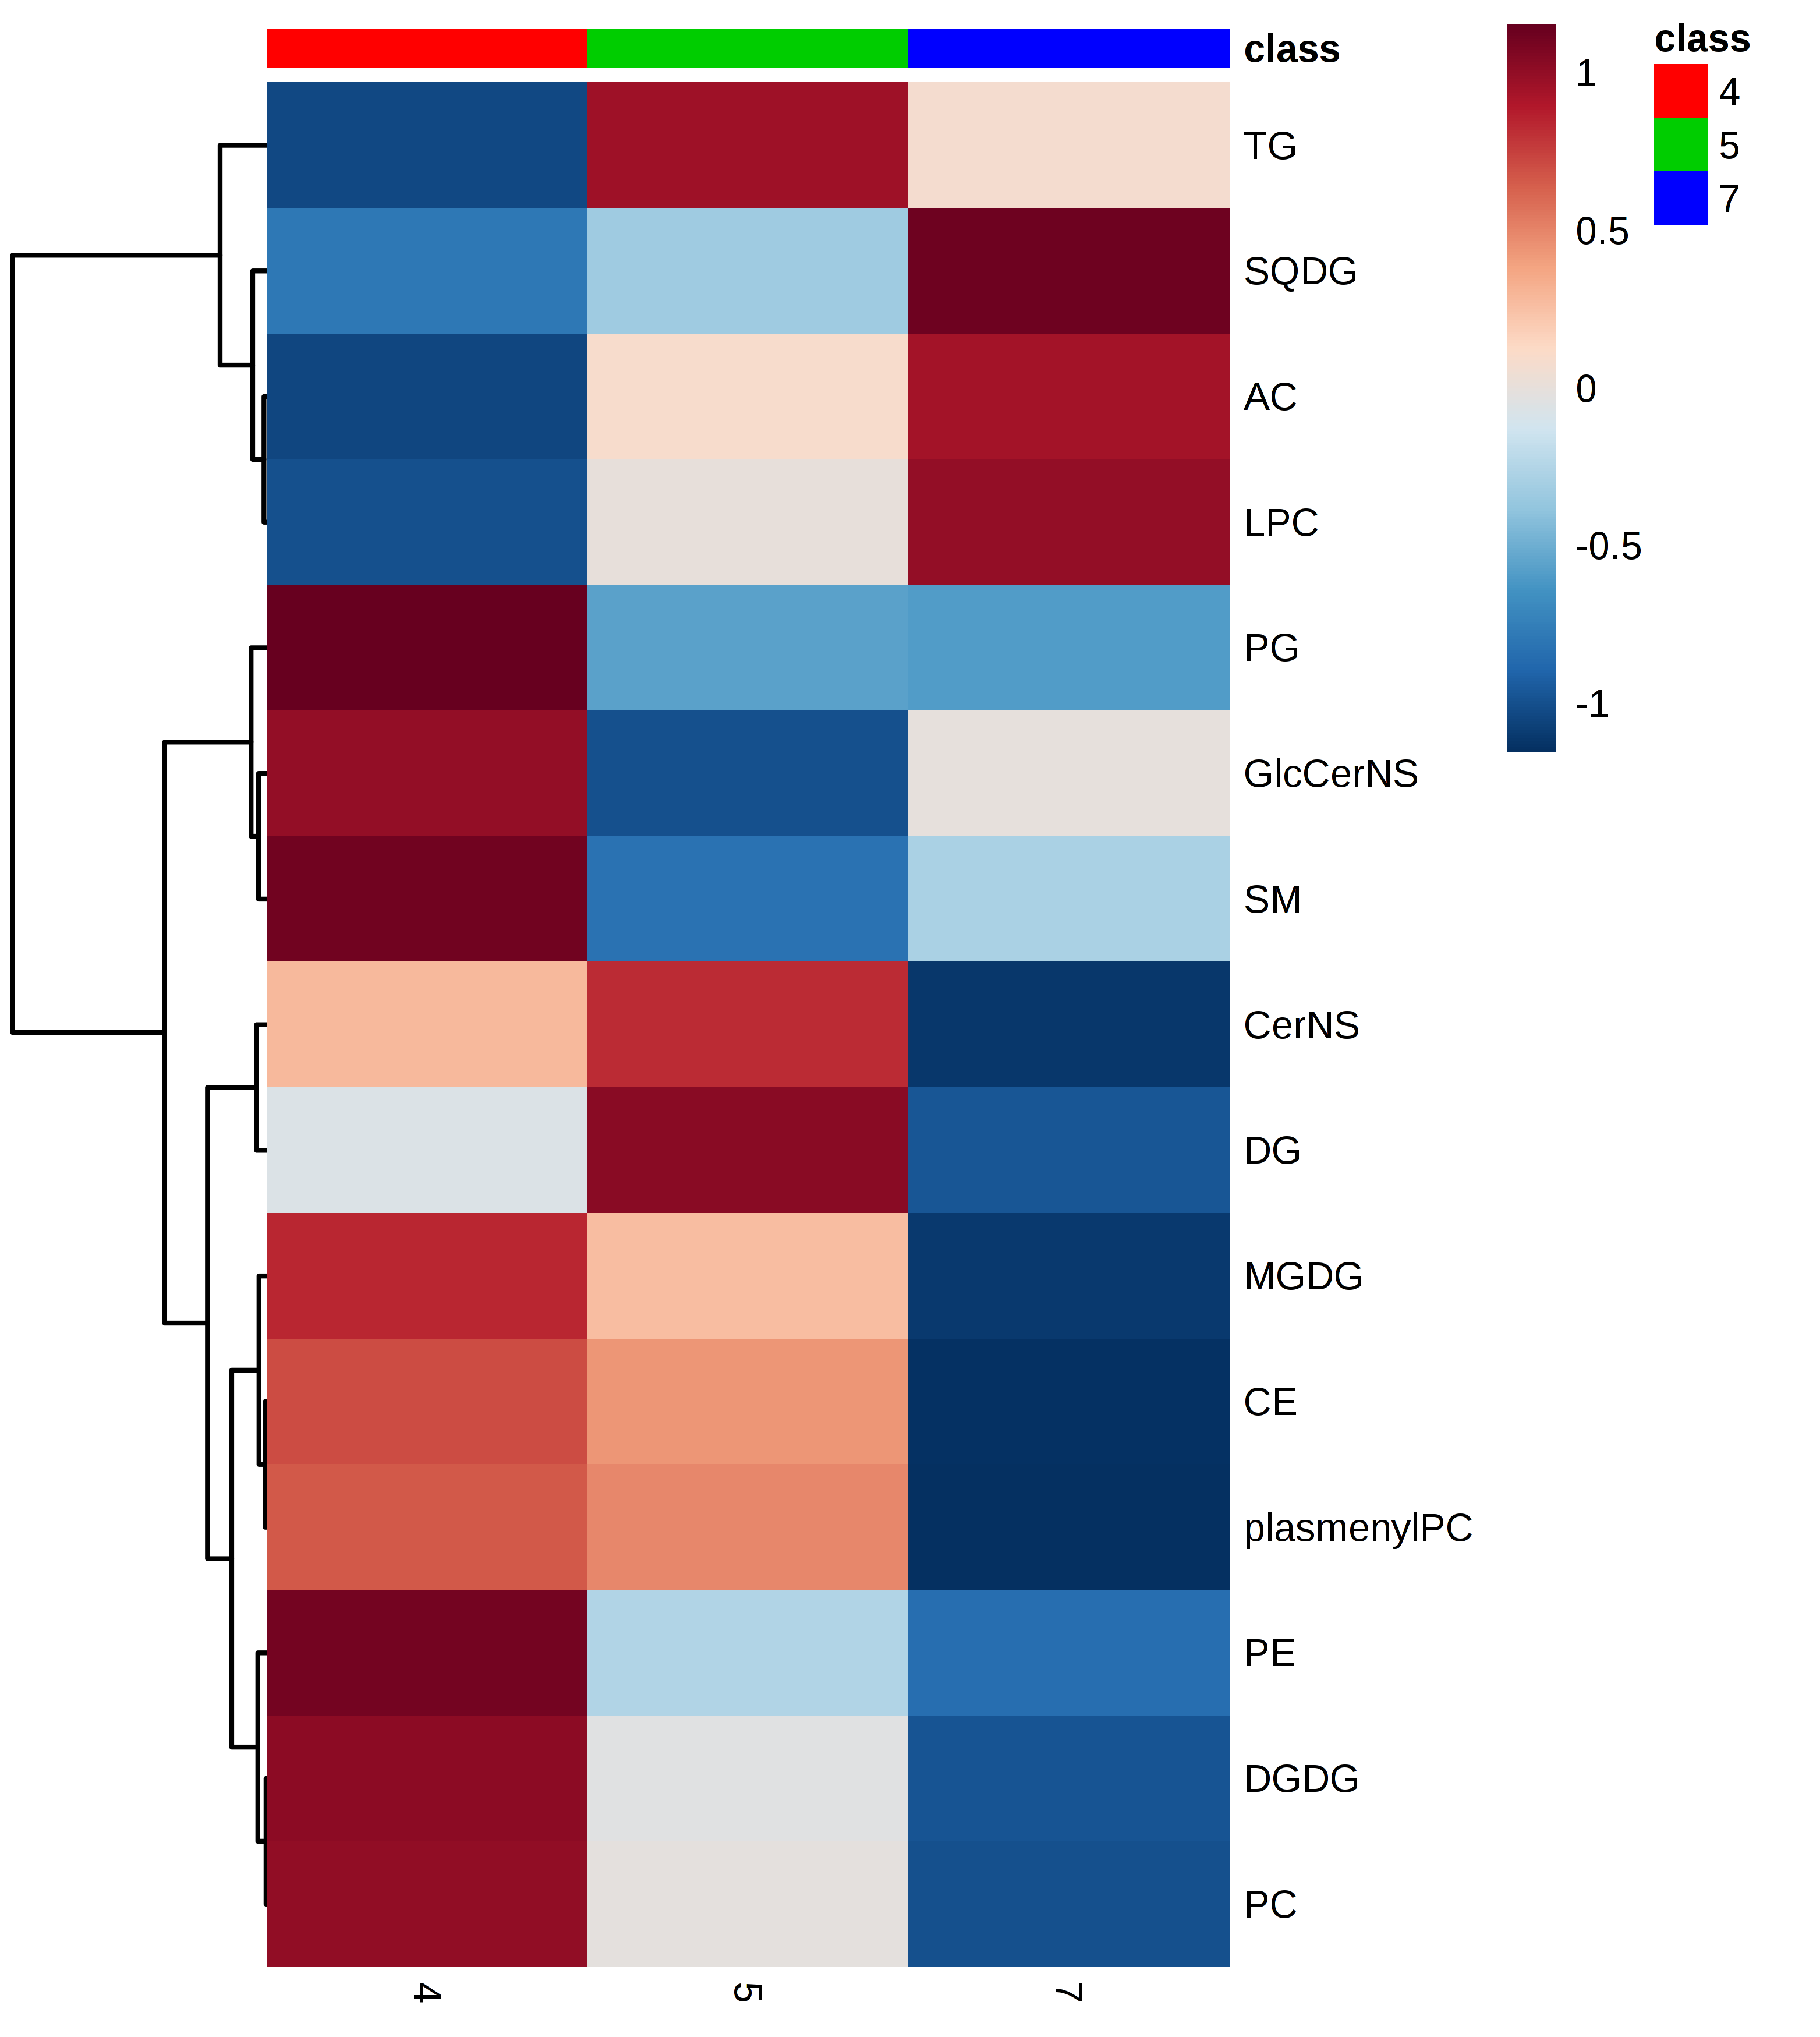 class
TG
SQDG
AC
LPC
PG
GlcCerNS
SM
CerNS
DG
MGDG
CE
plasmenylPC
PE
DGDG
PC
4
5
7
1
0.5
0
-0.5
-1
class
4
5
7